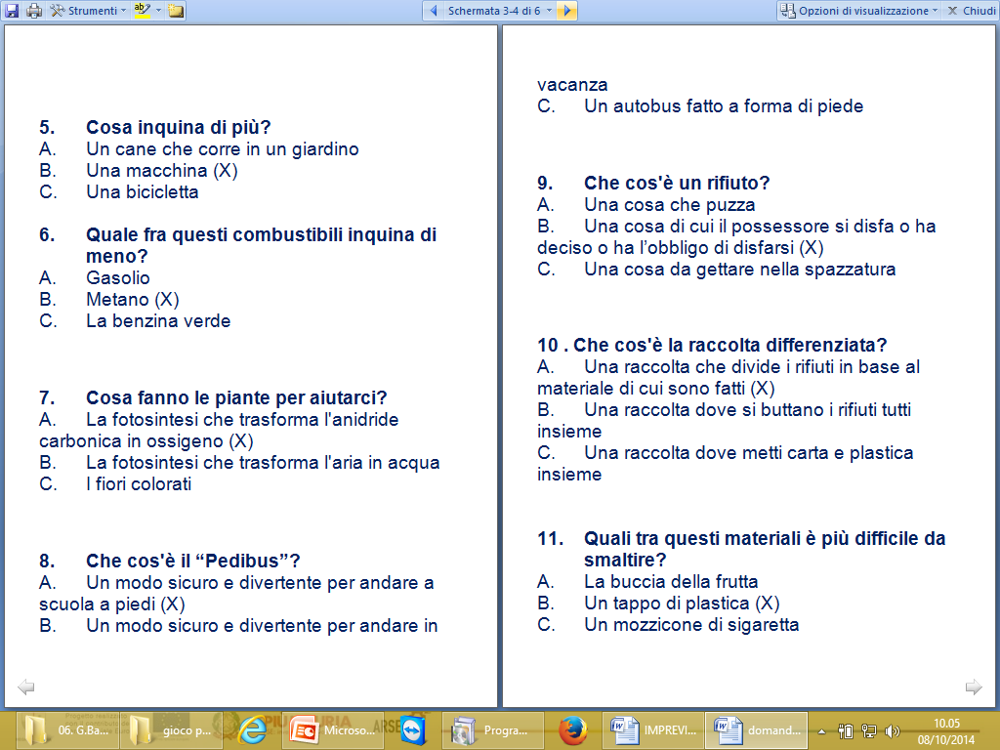 Strumenti
Schermata 3-4 di 6
Opzioni di visualizzazione
Chiudi
5. Cosa inquina di più?
A. Un cane che corre in un giardino
B. Una macchina (X)
C. Una bicicletta
6. Quale fra questi combustibili inquina di
meno?
A. Gasolio
B. Metano (X)
C. La benzina verde
7. Cosa fanno le piante per aiutarci?
A. La fotosintesi che trasforma l'anidride
carbonica in ossigeno (X)
B. La fotosintesi che trasforma l'aria in acqua
C. I fiori colorati
8. Che cos'è il “Pedibus”?
A. Un modo sicuro e divertente per andare a
scuola a piedi (X)
B. Un modo sicuro e divertente per andare in
vacanza
C. Un autobus fatto a forma di piede
9. Che cos'è un rifiuto?
A. Una cosa che puzza
B. Una cosa di cui il possessore si disfa o ha
deciso o ha l’obbligo di disfarsi (X)
C. Una cosa da gettare nella spazzatura
10 . Che cos'è la raccolta differenziata?
A. Una raccolta che divide i rifiuti in base al
materiale di cui sono fatti (X)
B. Una raccolta dove si buttano i rifiuti tutti
insieme
C. Una raccolta dove metti carta e plastica
insieme
11. Quali tra questi materiali è più difficile da
smaltire?
A. La buccia della frutta
B. Un tappo di plastica (X)
C. Un mozzicone di sigaretta
06. G.Ba...
gioco p...
Microso...
Progra...
IMPREVI...
domand...
10.05
08/10/2014